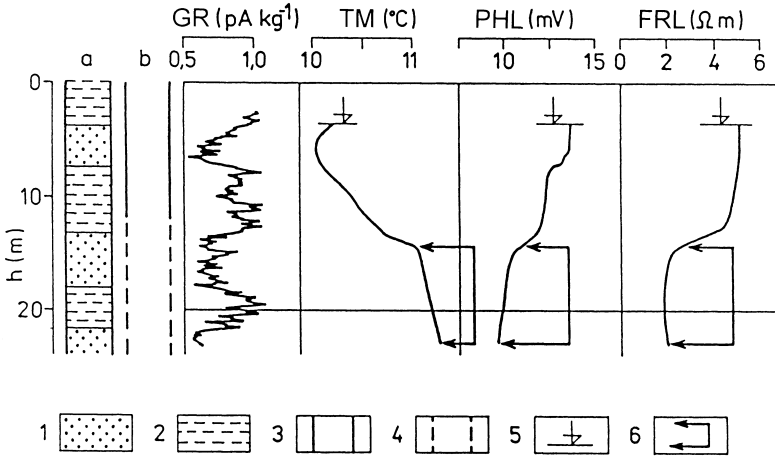 GR (pA kg⁻¹) TM (°C) PHL (mV) FRL (Ω m)
a b 0,5 1,0 10 11 10 15 0 2 4 6
0
10
20
h (m)
1 2 3 4 5 6